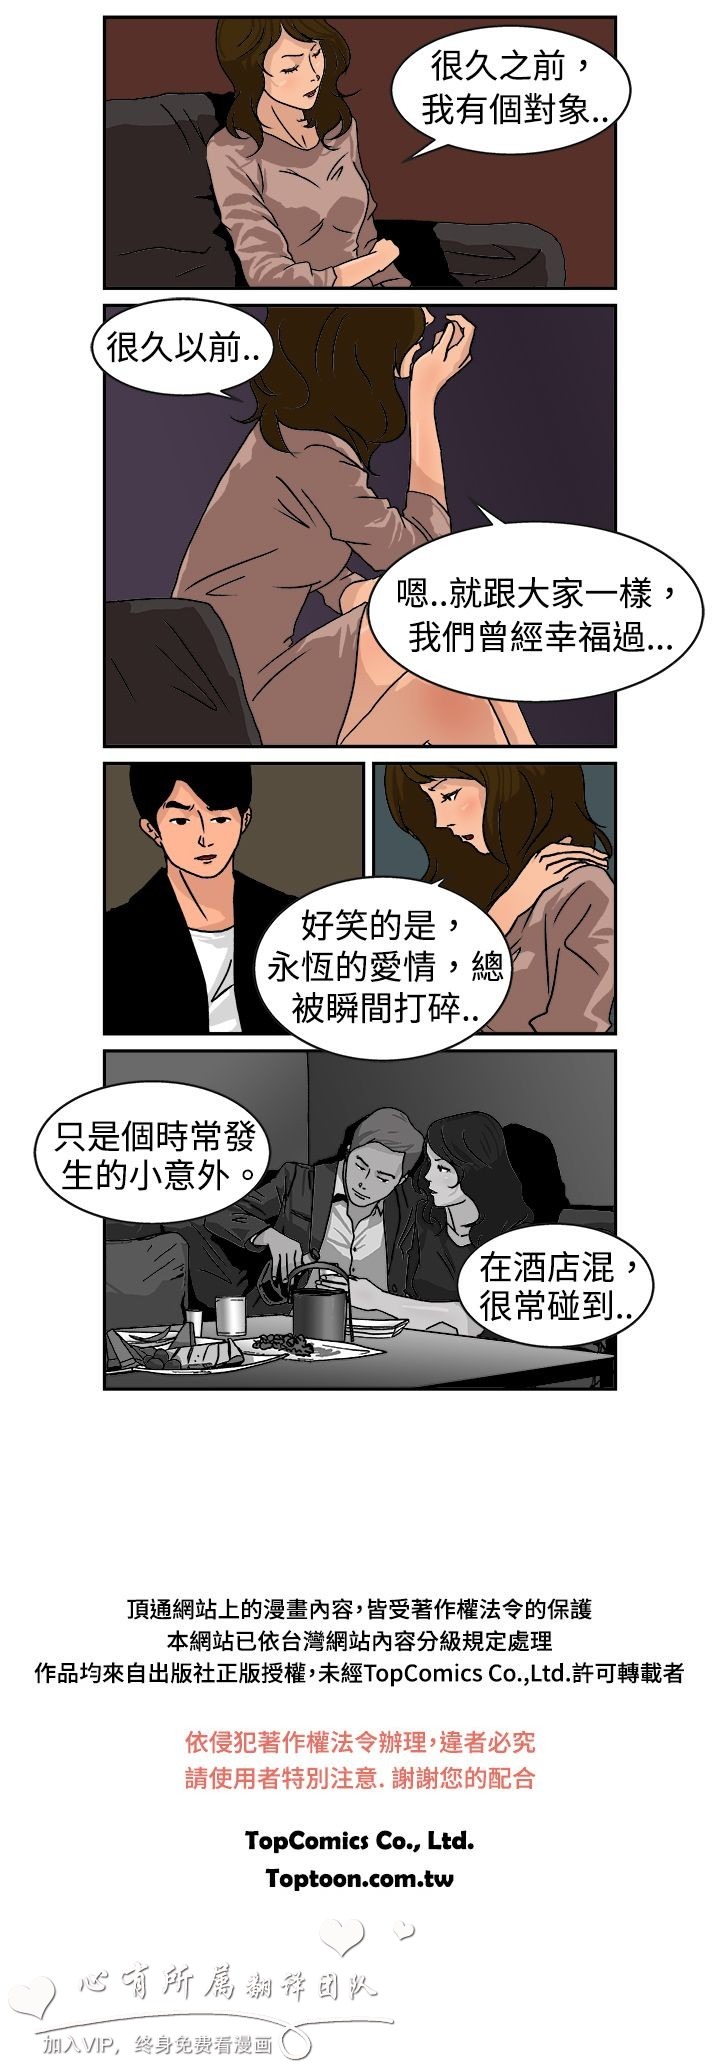 很久之前，
我有個對象..
很久以前..
嗯..就跟大家一樣，
我們曾經幸福過...
好笑的是，
永恆的愛情，總
被瞬間打碎..
只是個時常發
生的小意外。
在酒店混，
很常碰到..
頂通網站上的漫畫內容，皆受著作權法令的保護
本網站已依台灣網站內容分級規定處理
作品均來自出版社正版授權，未經TopComics Co.,Ltd.許可轉載者
依侵犯著作權法令辦理，違者必究
請使用者特別注意. 謝謝您的配合
TopComics Co., Ltd.
Toptoon.com.tw
心有所属翻译团队
加入VIP，终身免费看漫画